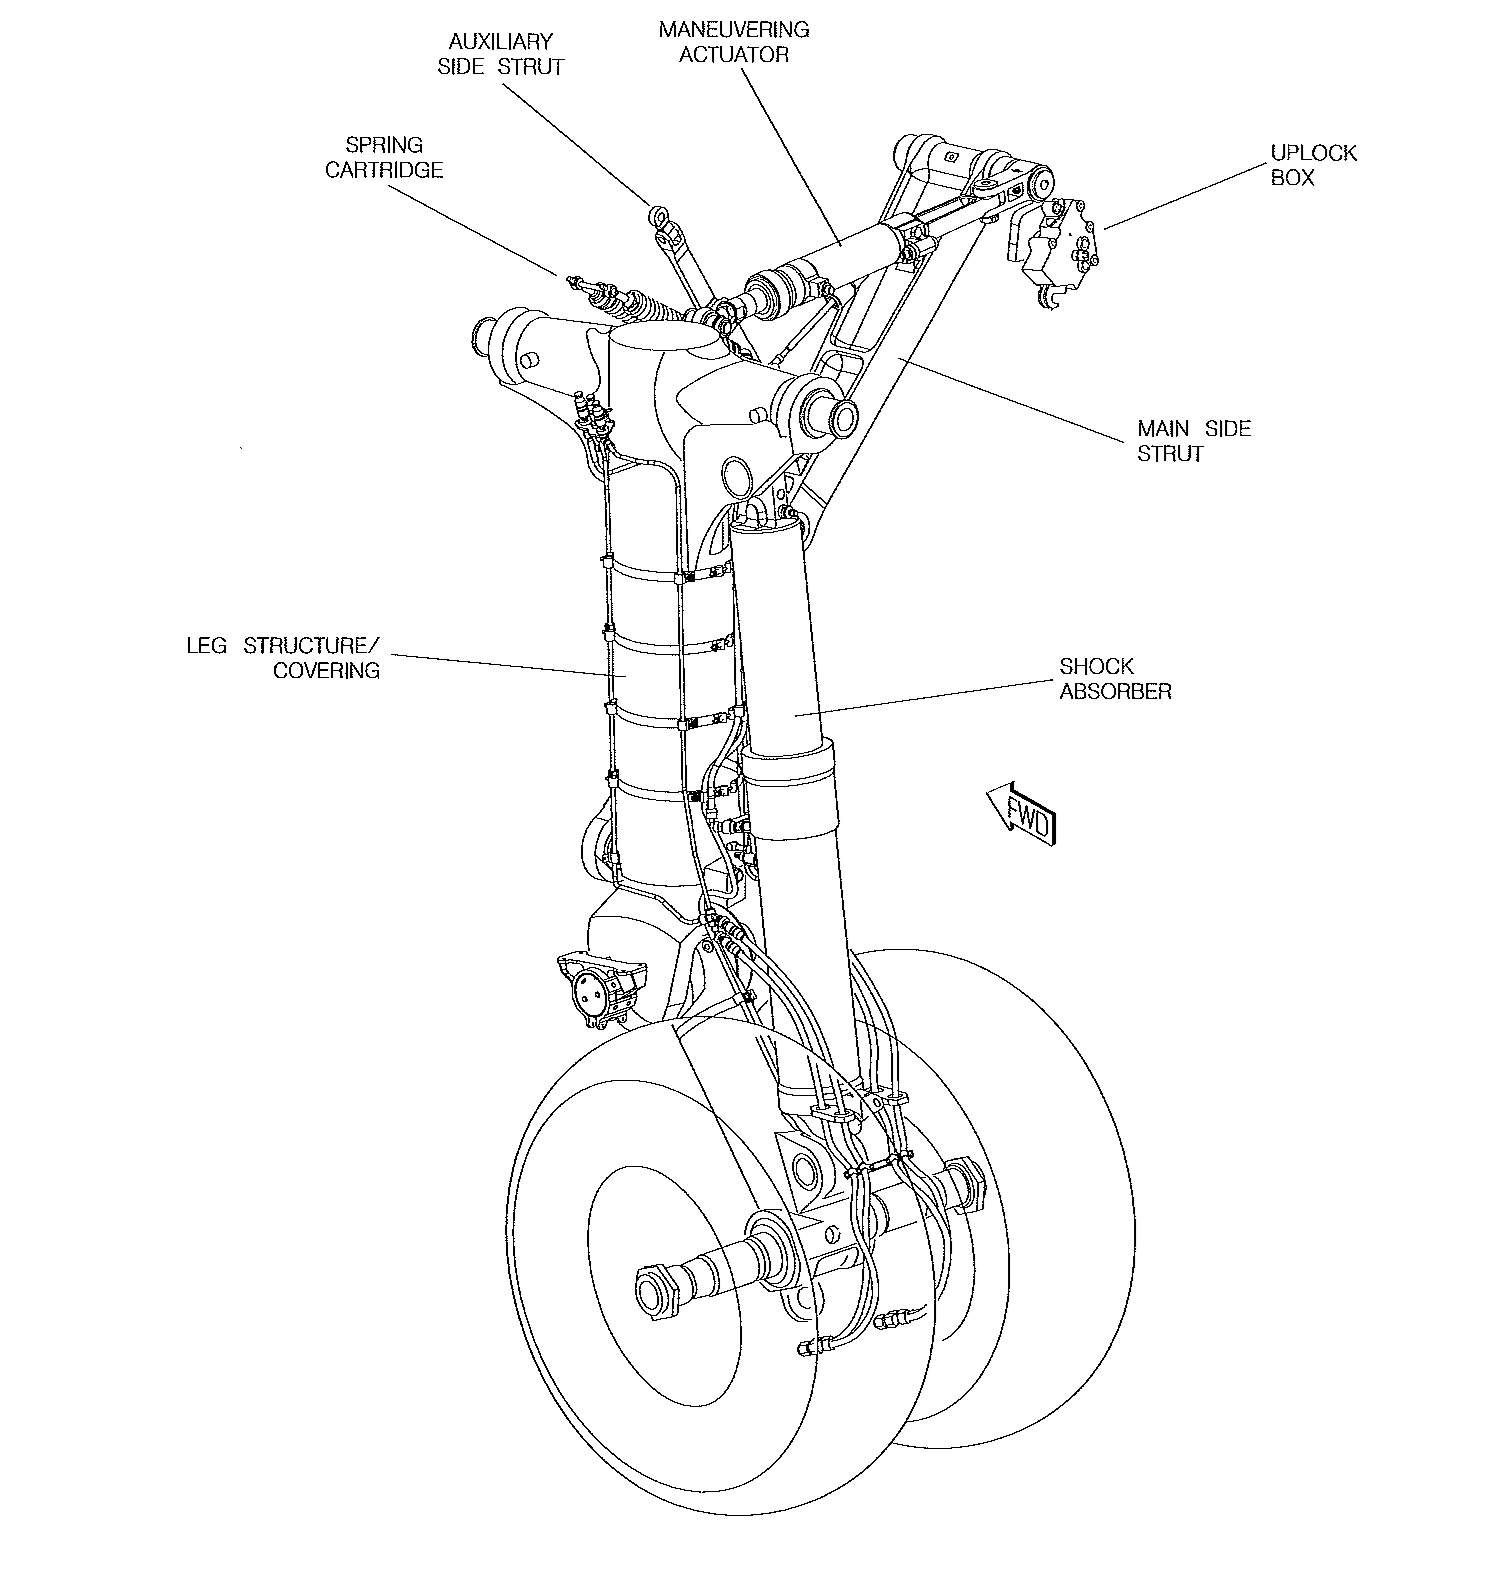 MANEUVERING
ACTUATOR
AUXILIARY
SIDE STRUT
SPRING
CARTRIDGE
UPLOCK
BOX
MAIN SIDE
STRUT
LEG STRUCTURE/
COVERING
SHOCK
ABSORBER
FWD